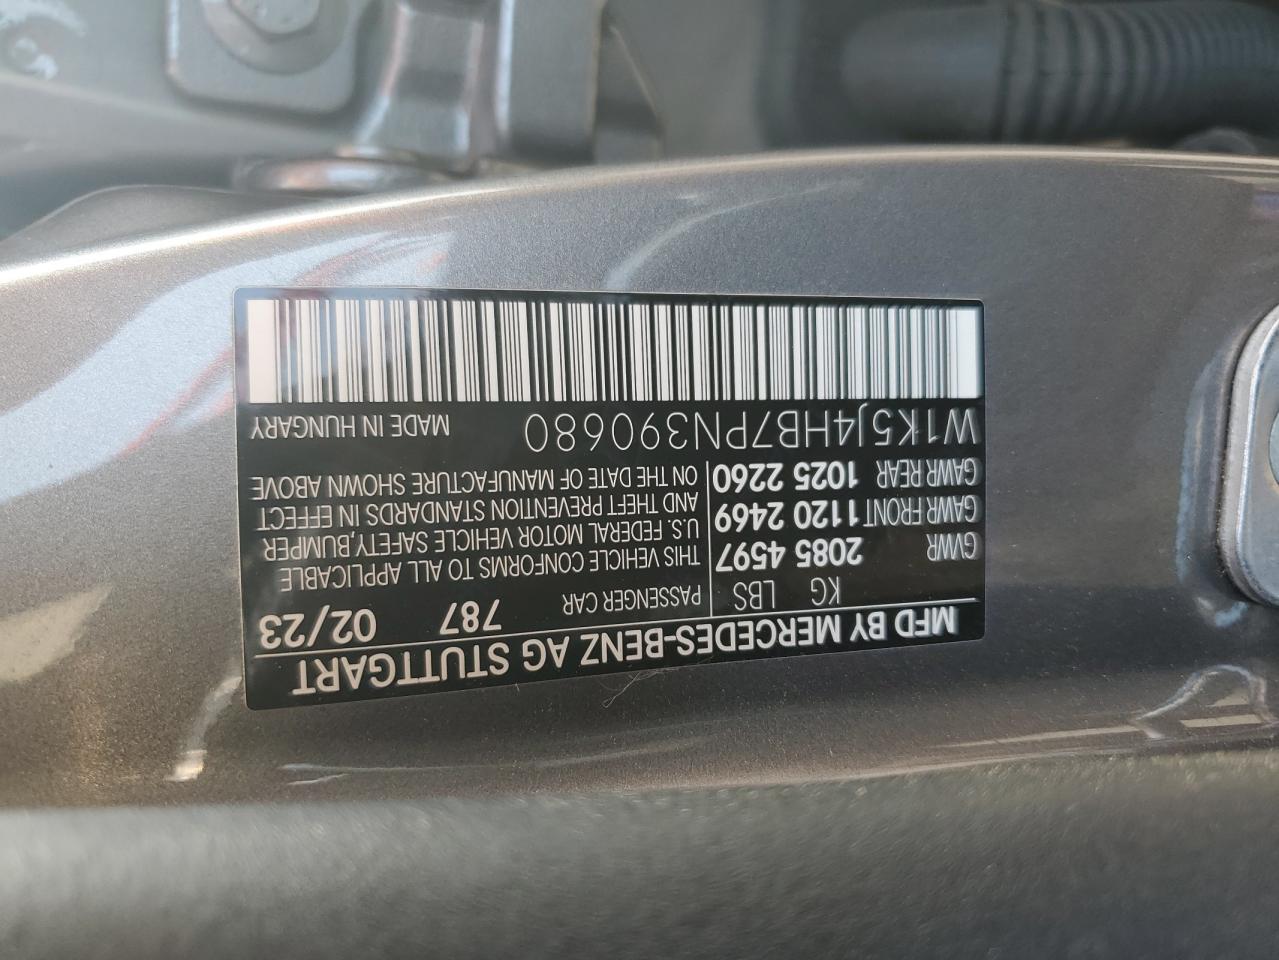 MFD BY MERCEDES-BENZ AG STUTTGART
KG LBS
GVWR 2085 4597
GAWR FRONT 1120 2469
GAWR REAR 1025 2260
PASSENGER CAR 787 02/23
THIS VEHICLE CONFORMS TO ALL APPLICABLE
U.S. FEDERAL MOTOR VEHICLE SAFETY,BUMPER
AND THEFT PREVENTION STANDARDS IN EFFECT
ON THE DATE OF MANUFACTURE SHOWN ABOVE
W1K5J4HB7PN390680 MADE IN HUNGARY